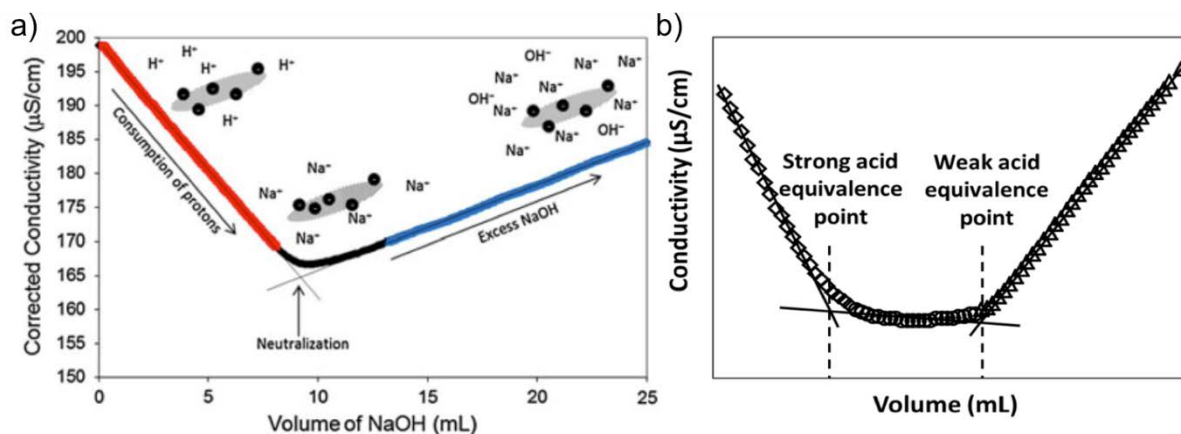 a)
Corrected Conductivity (µS/cm)
200
195
190
185
180
175
170
165
160
155
150
0
5
10
15
20
25
Volume of NaOH (mL)
H⁺
H⁺
H⁺
H⁺
H⁺
Consumption of protons
Na⁺
Na⁺
Na⁺
Na⁺
Na⁺
Neutralization
OH⁻
Na⁺
Na⁺
Na⁺
OH⁻
Na⁺
Na⁺
Na⁺
Na⁺
OH⁻
Na⁺
Excess NaOH
b)
Conductivity (µS/cm)
Strong acid
equivalence
point
Weak acid
equivalence
point
Volume (mL)